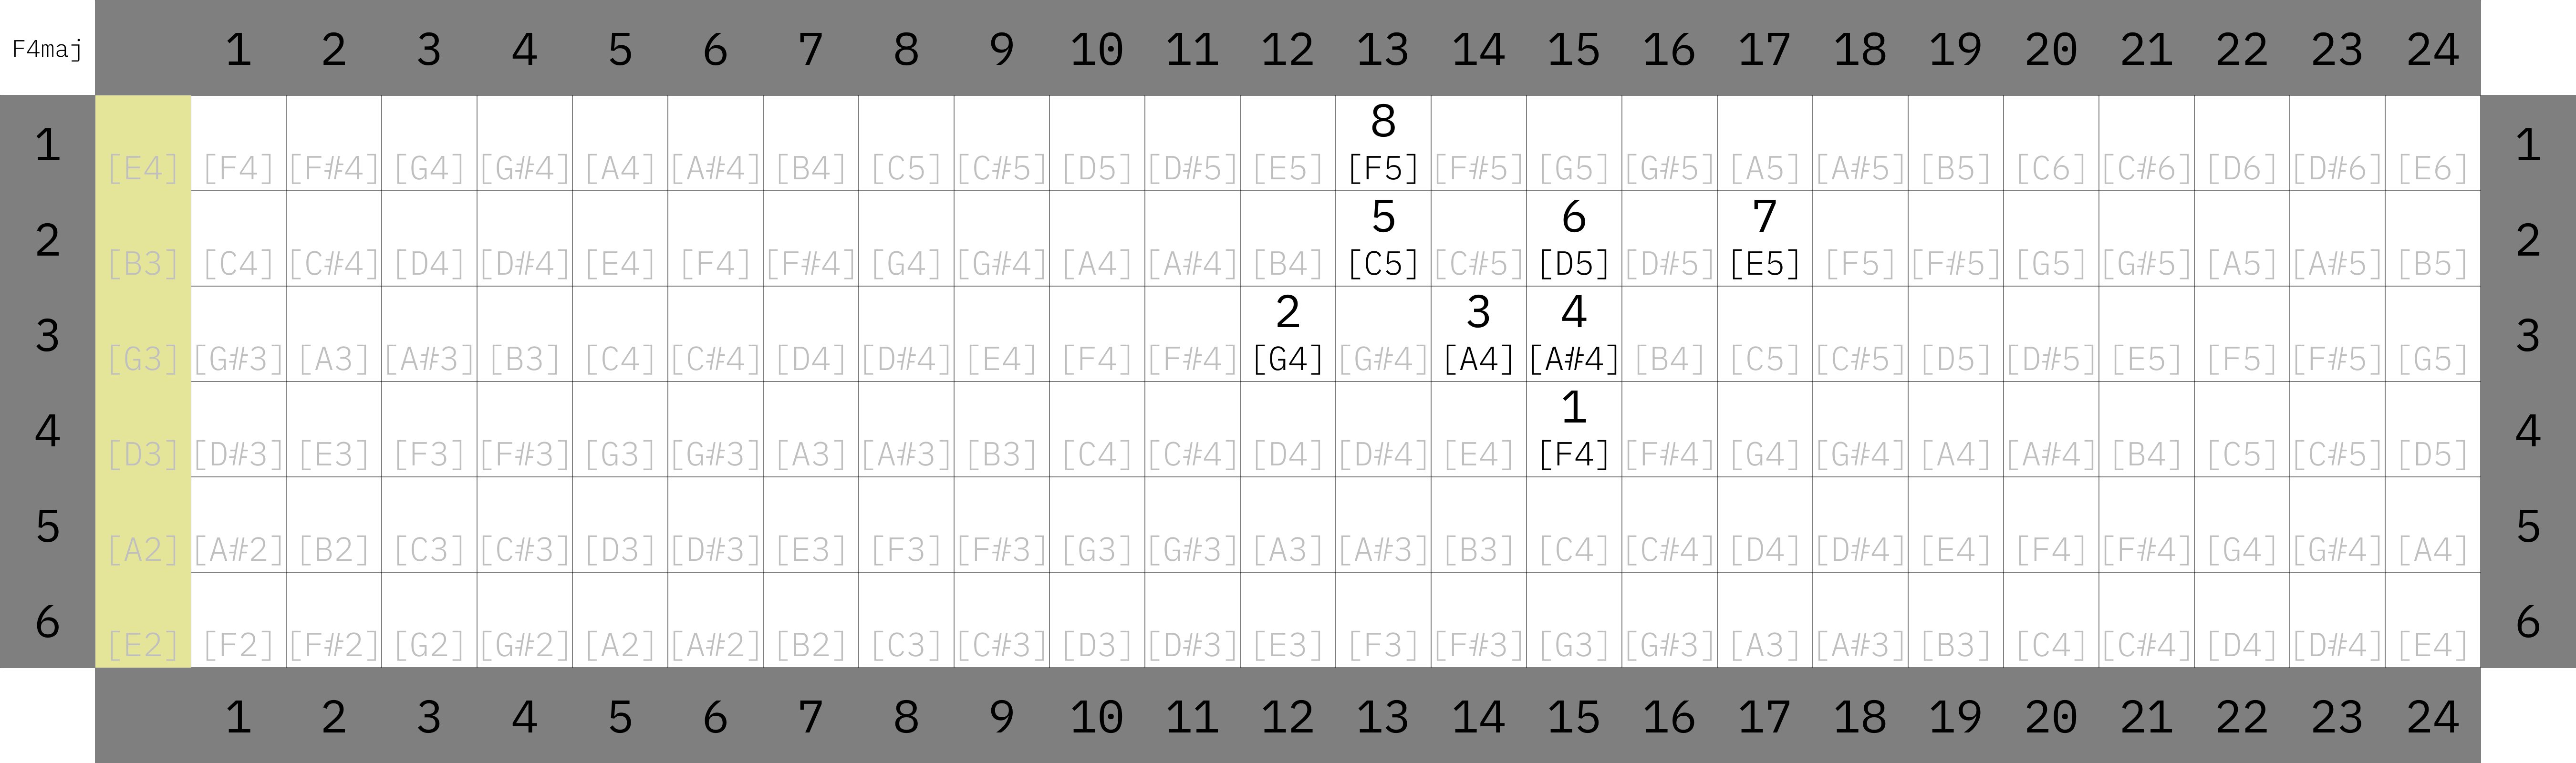 F4maj 1 2 3 4 5 6 7 8 9 10 11 12 13 14 15 16 17 18 19 20 21 22 23 24
8
1 [E4] [F4] [F#4] [G4] [G#4] [A4] [A#4] [B4] [C5] [C#5] [D5] [D#5] [E5] [F5] [F#5] [G5] [G#5] [A5] [A#5] [B5] [C6] [C#6] [D6] [D#6] [E6] 1
5 6 7
2 [B3] [C4] [C#4] [D4] [D#4] [E4] [F4] [F#4] [G4] [G#4] [A4] [A#4] [B4] [C5] [C#5] [D5] [D#5] [E5] [F5] [F#5] [G5] [G#5] [A5] [A#5] [B5] 2
2 3 4
3 [G3] [G#3] [A3] [A#3] [B3] [C4] [C#4] [D4] [D#4] [E4] [F4] [F#4] [G4] [G#4] [A4] [A#4] [B4] [C5] [C#5] [D5] [D#5] [E5] [F5] [F#5] [G5] 3
1
4 [D3] [D#3] [E3] [F3] [F#3] [G3] [G#3] [A3] [A#3] [B3] [C4] [C#4] [D4] [D#4] [E4] [F4] [F#4] [G4] [G#4] [A4] [A#4] [B4] [C5] [C#5] [D5] 4
5 [A2] [A#2] [B2] [C3] [C#3] [D3] [D#3] [E3] [F3] [F#3] [G3] [G#3] [A3] [A#3] [B3] [C4] [C#4] [D4] [D#4] [E4] [F4] [F#4] [G4] [G#4] [A4] 5
6 [E2] [F2] [F#2] [G2] [G#2] [A2] [A#2] [B2] [C3] [C#3] [D3] [D#3] [E3] [F3] [F#3] [G3] [G#3] [A3] [A#3] [B3] [C4] [C#4] [D4] [D#4] [E4] 6
1 2 3 4 5 6 7 8 9 10 11 12 13 14 15 16 17 18 19 20 21 22 23 24